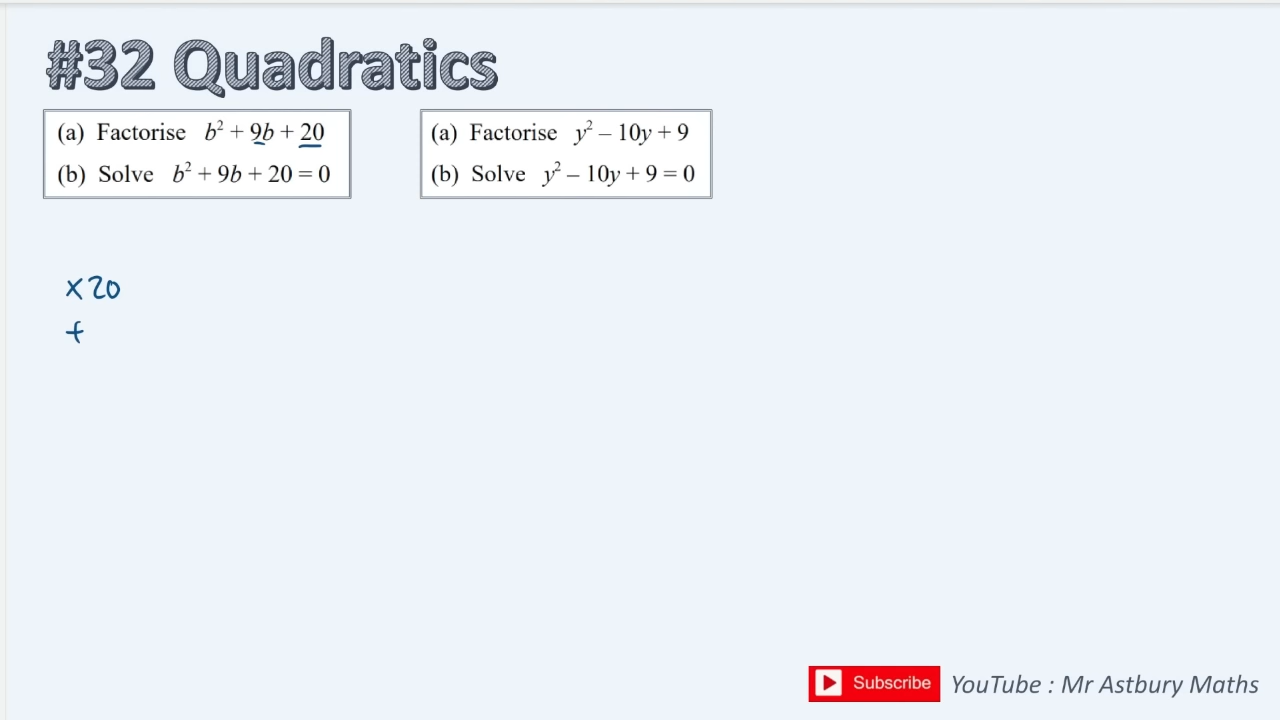 #32 Quadratics
(a) Factorise b² + 9b + 20
(b) Solve b² + 9b + 20 = 0
(a) Factorise y² – 10y + 9
(b) Solve y² – 10y + 9 = 0
×20
+
Subscribe
YouTube : Mr Astbury Maths